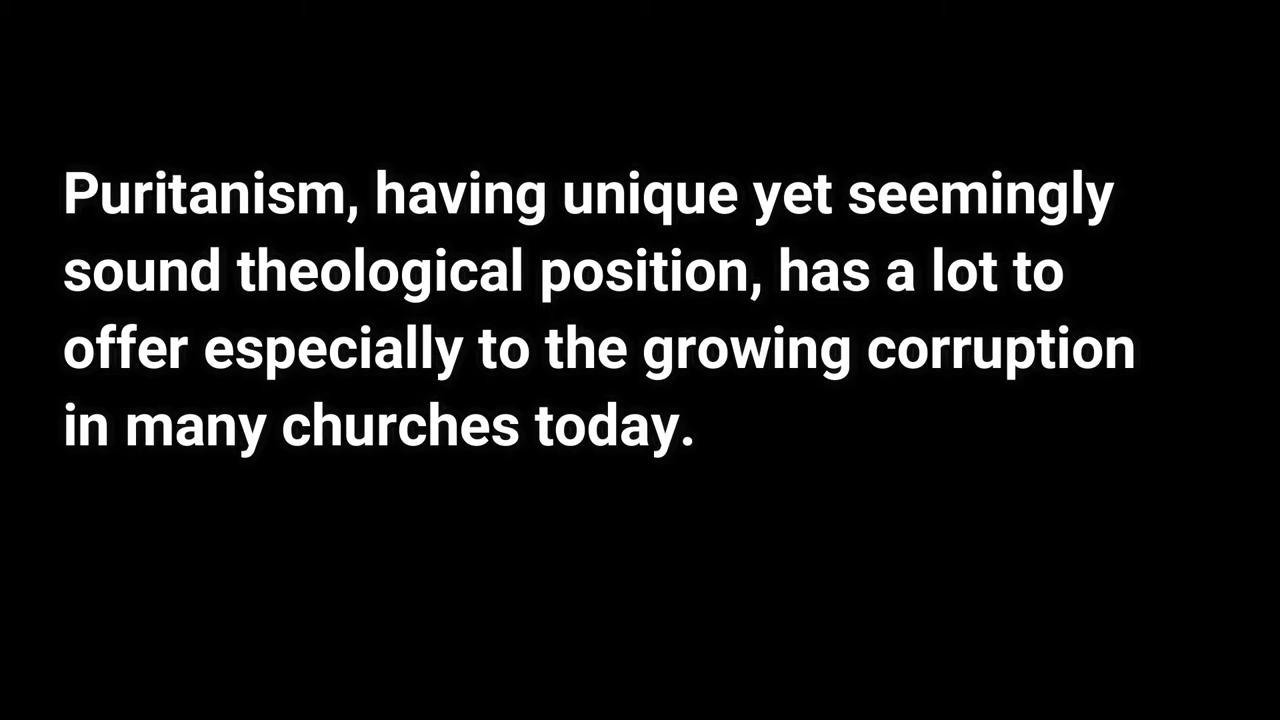 Puritanism, having unique yet seemingly
sound theological position, has a lot to
offer especially to the growing corruption
in many churches today.